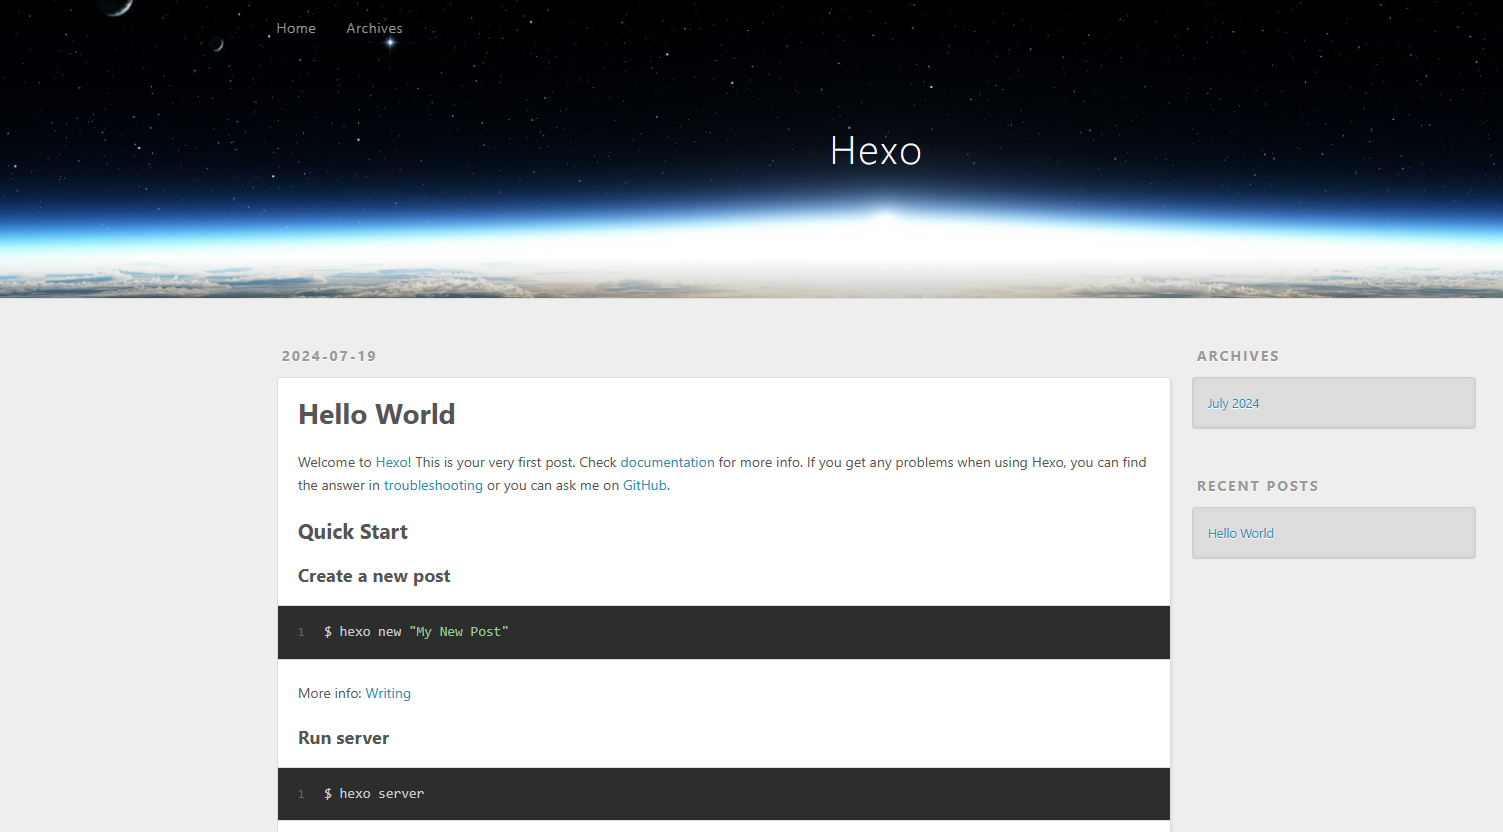 Home Archives
Hexo
2024-07-19
Hello World
Welcome to Hexo! This is your very first post. Check documentation for more info. If you get any problems when using Hexo, you can find
the answer in troubleshooting or you can ask me on GitHub.
Quick Start
Create a new post
1 $ hexo new "My New Post"
More info: Writing
Run server
1 $ hexo server
ARCHIVES
July 2024
RECENT POSTS
Hello World